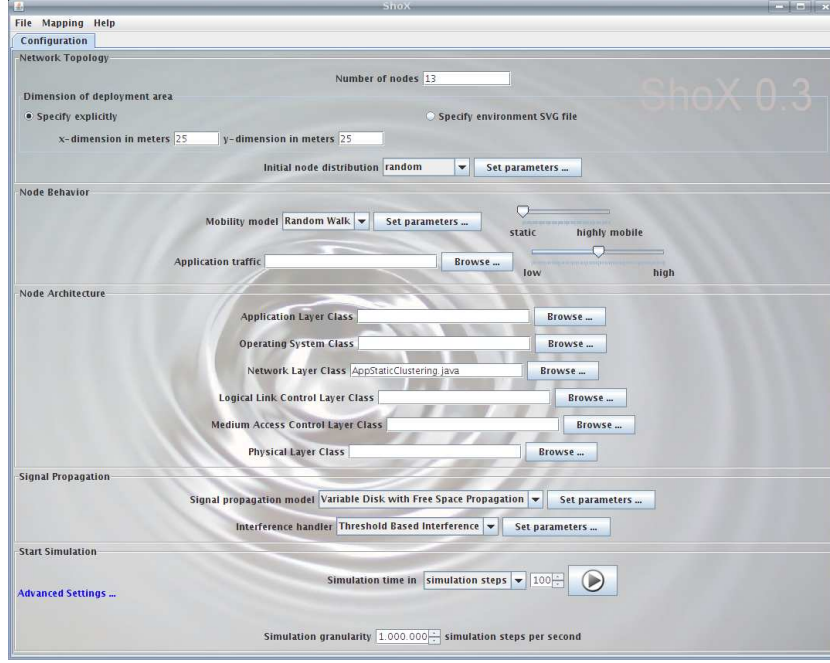 ShoX
File Mapping Help
Configuration
Network Topology
Number of nodes 13
ShoX 0.3
Dimension of deployment area
Specify explicitly Specify environment SVG file
x-dimension in meters 25 y-dimension in meters 25
Initial node distribution random Set parameters ...
Node Behavior
Mobility model Random Walk Set parameters ...
static highly mobile
Application traffic Browse ...
low high
Node Architecture
Application Layer Class Browse ...
Operating System Class Browse ...
Network Layer Class AppStaticClustering.java Browse ...
Logical Link Control Layer Class Browse ...
Medium Access Control Layer Class Browse ...
Physical Layer Class Browse ...
Signal Propagation
Signal propagation model Variable Disk with Free Space Propagation Set parameters ...
Interference handler Threshold Based Interference Set parameters ...
Start Simulation
Simulation time in simulation steps 100
Advanced Settings ...
Simulation granularity 1.000.000 simulation steps per second